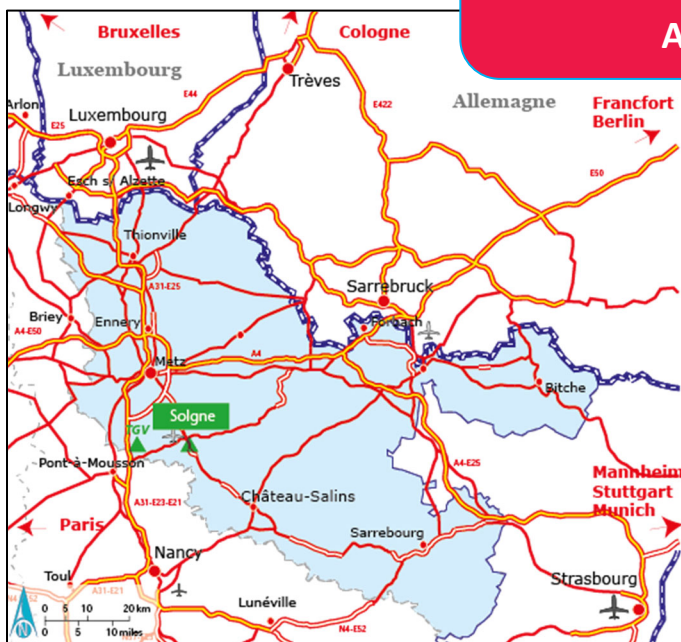 A
Bruxelles
Cologne
Luxembourg
Trèves
Allemagne
Francfort
Berlin
E44
E422
Arlon
Luxembourg
E25
E50
Esch s/ Alzette
Longwy
Thionville
A31-E25
Sarrebruck
Briey
Ennery
Forbach
A4-E50
A4
Metz
Bitche
Solgne
TGV
Pont-à-Mousson
A4-E25
Mannheim
Stuttgart
Munich
A31-E23-E21
Château-Salins
Paris
Sarrebourg
Nancy
Toul
A31-E21
Strasbourg
Lunéville
N4-E52
0 5 10 20 km
0 5 10 miles